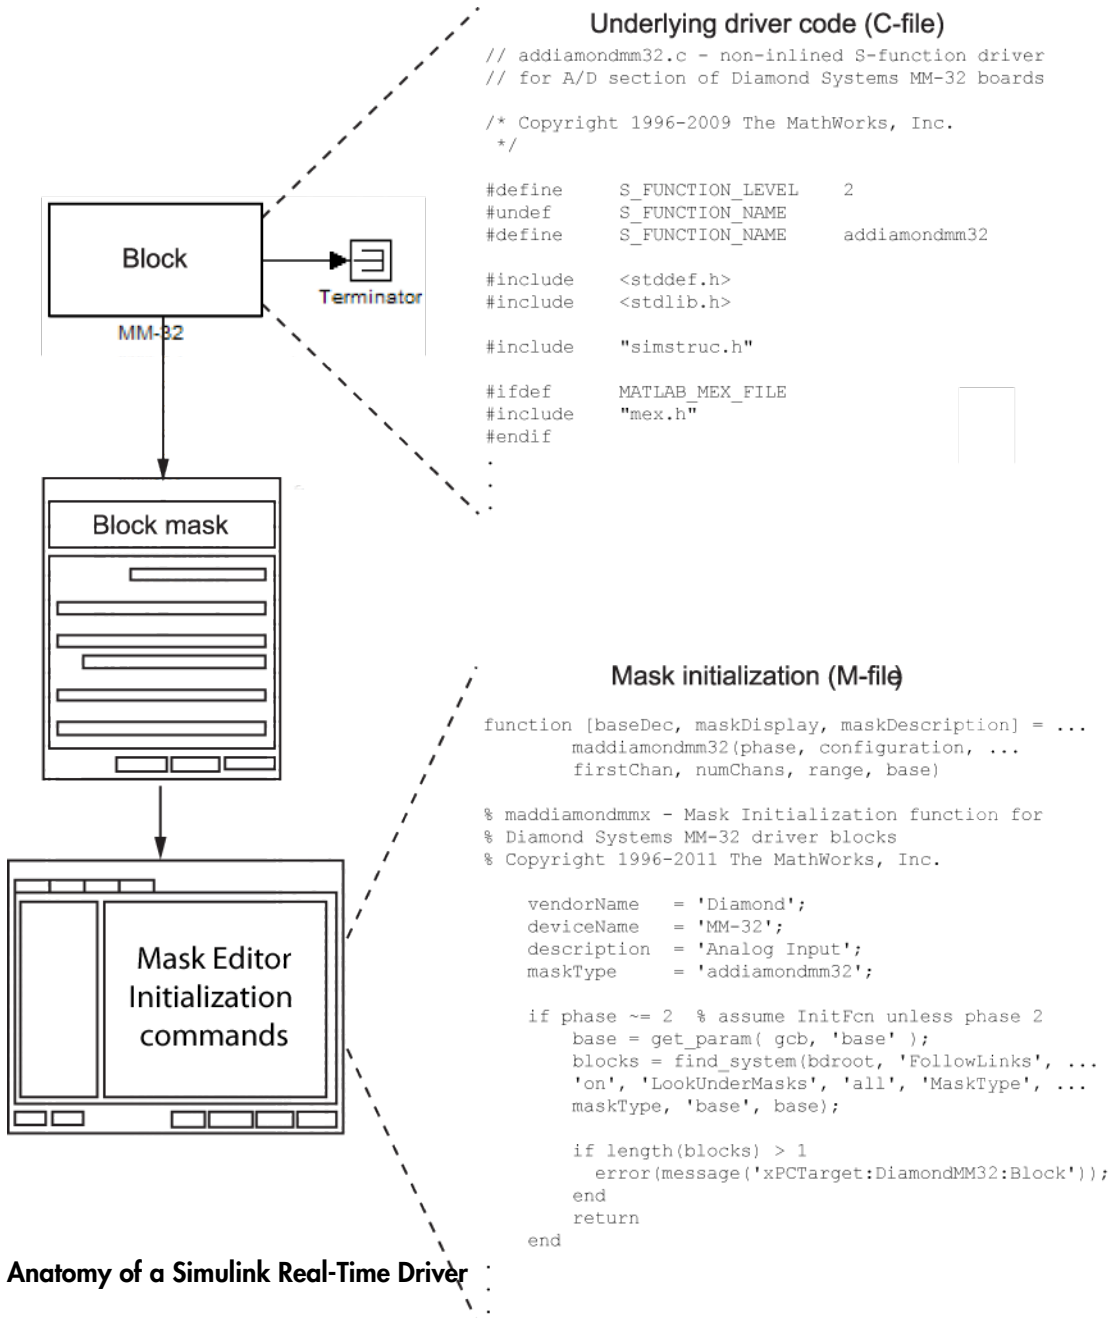 Underlying driver code (C-file)
// addiamondmm32.c - non-inlined S-function driver
// for A/D section of Diamond Systems MM-32 boards
/* Copyright 1996-2009 The MathWorks, Inc.
*/
#define S_FUNCTION_LEVEL 2
#undef S_FUNCTION_NAME
#define S_FUNCTION_NAME addiamondmm32
#include <stddef.h>
#include <stdlib.h>
#include "simstruc.h"
#ifdef MATLAB_MEX_FILE
#include "mex.h"
#endif
.
.
.
Block
Terminator
MM-32
Block mask
Mask Editor
Initialization
commands
Mask initialization (M-file)
function [baseDec, maskDisplay, maskDescription] = ...
maddiamondmm32(phase, configuration, ...
firstChan, numChans, range, base)
% maddiamondmmx - Mask Initialization function for
% Diamond Systems MM-32 driver blocks
% Copyright 1996-2011 The MathWorks, Inc.
vendorName = 'Diamond';
deviceName = 'MM-32';
description = 'Analog Input';
maskType = 'addiamondmm32';
if phase ~= 2 % assume InitFcn unless phase 2
base = get_param( gcb, 'base' );
blocks = find_system(bdroot, 'FollowLinks', ...
'on', 'LookUnderMasks', 'all', 'MaskType', ...
maskType, 'base', base);
if length(blocks) > 1
error(message('xPCTarget:DiamondMM32:Block'));
end
return
end
.
.
.
Anatomy of a Simulink Real-Time Driver